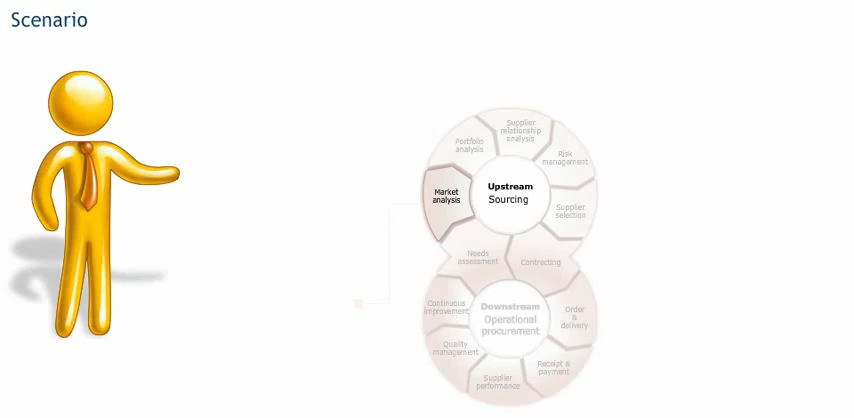 Scenario
Supplier
relationship
analysis
Portfolio
analysis
Risk
management
Market
analysis
Upstream
Sourcing
Supplier
selection
Needs
assessment
Contracting
Continuous
improvement
Downstream
Operational
procurement
Order
&
delivery
Quality
management
Receipt &
payment
Supplier
performance